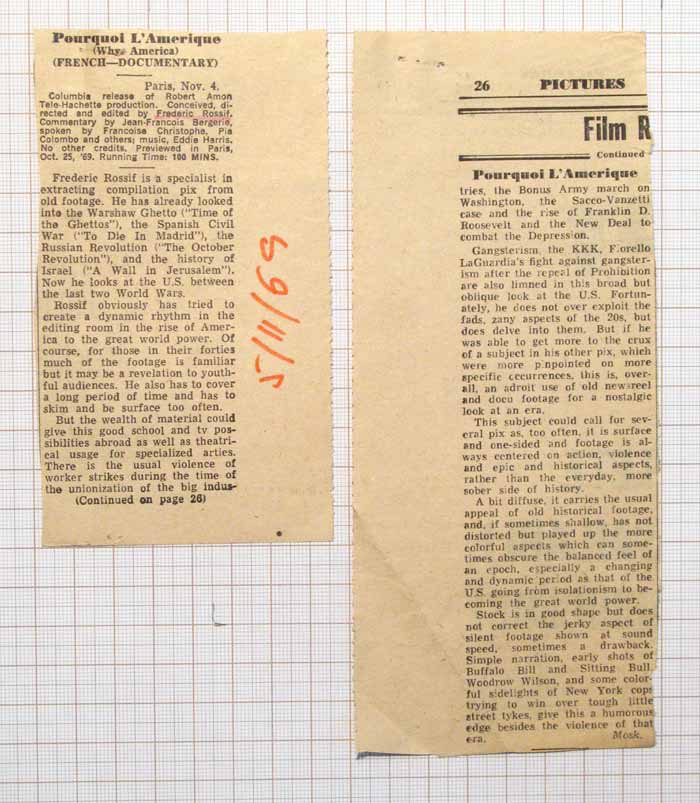 Pourquoi L'Amerique
(Why America)
(FRENCH—DOCUMENTARY)
Paris, Nov. 4.
Columbia release of Robert Amon
Tele-Hachette production. Conceived, di-
rected and edited by Frederic Rossif.
Commentary by Jean-Francois Bergerie,
spoken by Francoise Christophe, Pia
Colombo and others; music, Eddie Harris.
No other credits. Previewed in Paris,
Oct. 25, '69. Running Time: 100 MINS.
Frederic Rossif is a specialist in
extracting compilation pix from
old footage. He has already looked
into the Warshaw Ghetto ("Time of
the Ghettos"), the Spanish Civil
War ("To Die In Madrid"), the
Russian Revolution ("The October
Revolution"), and the history of
Israel ("A Wall in Jerusalem").
Now he looks at the U.S. between
the last two World Wars.
Rossif obviously has tried to
create a dynamic rhythm in the
editing room in the rise of Amer-
ica to the great world power. Of
course, for those in their forties
much of the footage is familiar
but it may be a revelation to youth-
ful audiences. He also has to cover
a long period of time and has to
skim and be surface too often.
But the wealth of material could
give this good school and tv pos-
sibilities abroad as well as theatri-
cal usage for specialized arties.
There is the usual violence of
worker strikes during the time of
the unionization of the big indus-
(Continued on page 26)
5/11/69
26 PICTURES
Film R
Continued
Pourquoi L'Amerique
tries, the Bonus Army march on
Washington, the Sacco-Vanzetti
case and the rise of Franklin D.
Roosevelt and the New Deal to
combat the Depression.
Gangsterism, the KKK, Fiorello
LaGuardia's fight against gangster-
ism after the repeal of Prohibition
are also limned in this broad but
oblique look at the U.S. Fortun-
ately, he does not over exploit the
fads, zany aspects of the 20s, but
does delve into them. But if he
was able to get more to the crux
of a subject in his other pix, which
were more pinpointed on more
specific occurrences, this is, over-
all, an adroit use of old newsreel
and docu footage for a nostalgic
look at an era.
This subject could call for sev-
eral pix as, too often, it is surface
and one-sided and footage is al-
ways centered on action, violence
and epic and historical aspects,
rather than the everyday, more
sober side of history.
A bit diffuse, it carries the usual
appeal of old historical footage,
and, if sometimes shallow, has not
distorted but played up the more
colorful aspects which can some-
times obscure the balanced feel of
an epoch, especially a changing
and dynamic period as that of the
U.S. going from isolationism to be-
coming the great world power.
Stock is in good shape but does
not correct the jerky aspect of
silent footage shown at sound
speed, sometimes a drawback.
Simple narration, early shots of
Buffalo Bill and Sitting Bull,
Woodrow Wilson, and some color-
ful sidelights of New York cops
trying to win over tough little
street tykes, give this a humorous
edge besides the violence of that
era. Mosk.